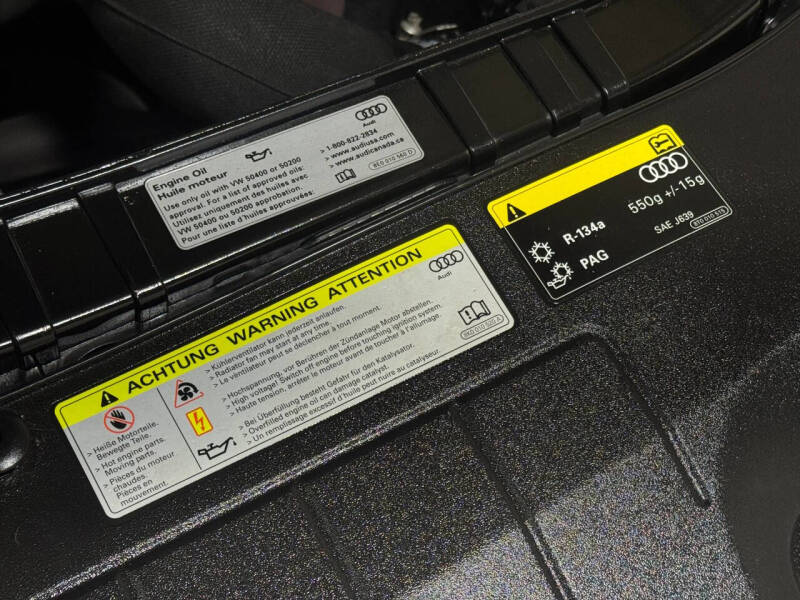 Engine Oil
Huile moteur
Use only oil with VW 50400 or 50200
approval. For a list of approved oils:
Utilisez uniquement des huiles avec
VW 50400 ou 50200 approbation.
Pour une liste d'huiles approuvées:
Audi
> 1-800-822-2834
> www.audiusa.com
> www.audicanada.ca
8E0 010 560 D
R-134a
550g +/- 15g
PAG
SAE J639
ACHTUNG WARNING ATTENTION
Audi
> Heiße Motorteile.
Bewegte Teile.
> Hot engine parts.
Moving parts.
> Pièces du moteur
chaudes.
Pièces en
mouvement.
> Kühlerventilator kann jederzeit anlaufen.
> Radiator fan may start at any time.
> Le ventilateur peut se déclencher à tout moment.
> Hochspannung, vor Berühren der Zündanlage Motor abstellen.
> High voltage! Switch off engine before touching ignition system.
> Haute tension, arrêter le moteur avant de toucher à l'allumage.
> Bei Überfüllung besteht Gefahr für den Katalysator.
> Overfilled engine oil can damage catalyst.
> Un remplissage excessif d'huile peut nuire au catalyseur